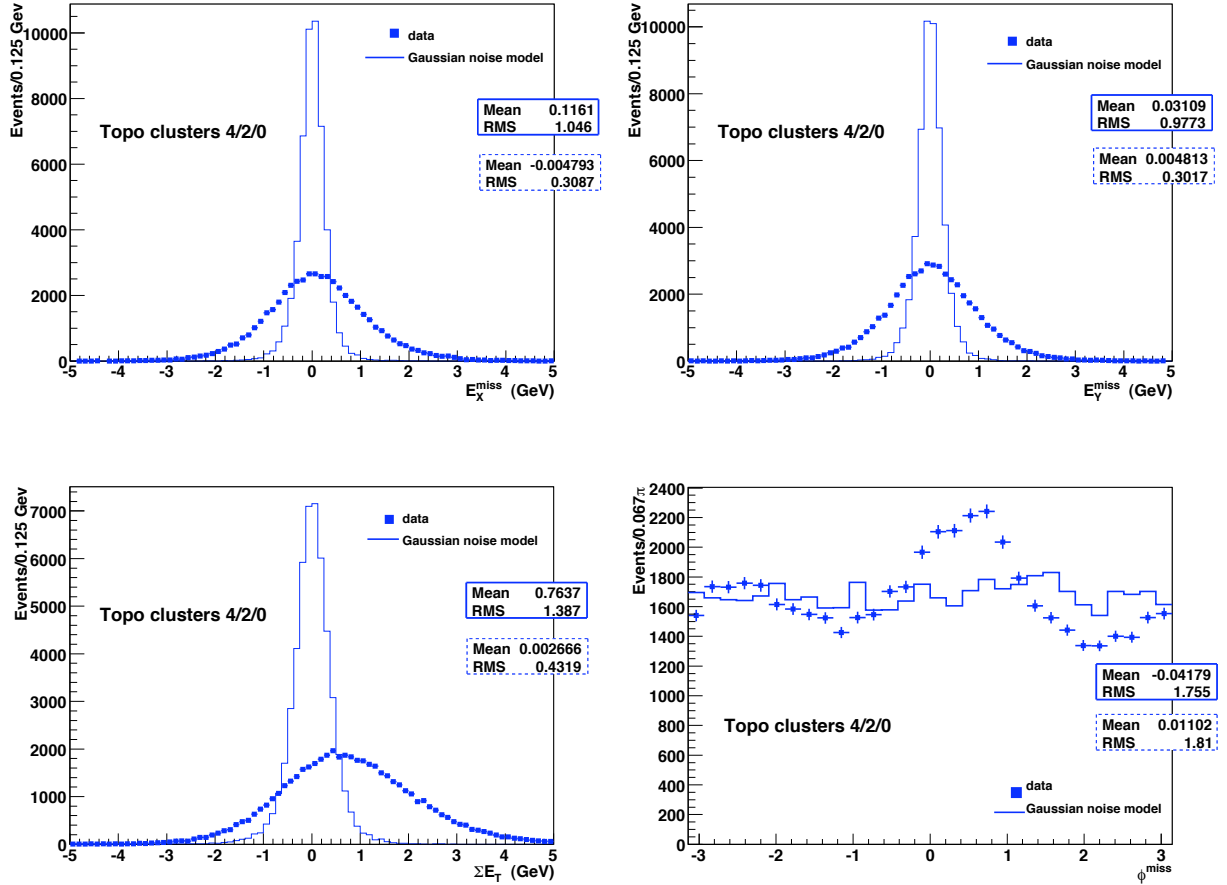 Events/0.125 Gev
10000
8000
6000
4000
2000
0
data
Gaussian noise model
Topo clusters 4/2/0
Mean 0.1161
RMS 1.046
Mean -0.004793
RMS 0.3087
-5 -4 -3 -2 -1 0 1 2 3 4 5
E_X^miss (GeV)
Events/0.125 Gev
10000
8000
6000
4000
2000
0
data
Gaussian noise model
Topo clusters 4/2/0
Mean 0.03109
RMS 0.9773
Mean 0.004813
RMS 0.3017
-5 -4 -3 -2 -1 0 1 2 3 4 5
E_Y^miss (GeV)
Events/0.125 Gev
7000
6000
5000
4000
3000
2000
1000
0
data
Gaussian noise model
Topo clusters 4/2/0
Mean 0.7637
RMS 1.387
Mean 0.002666
RMS 0.4319
-5 -4 -3 -2 -1 0 1 2 3 4 5
ΣE_T (GeV)
Events/0.067π
2400
2200
2000
1800
1600
1400
1200
1000
800
600
400
200
0
Mean -0.04179
RMS 1.755
Mean 0.01102
RMS 1.81
Topo clusters 4/2/0
data
Gaussian noise model
-3 -2 -1 0 1 2 3
ϕ^miss